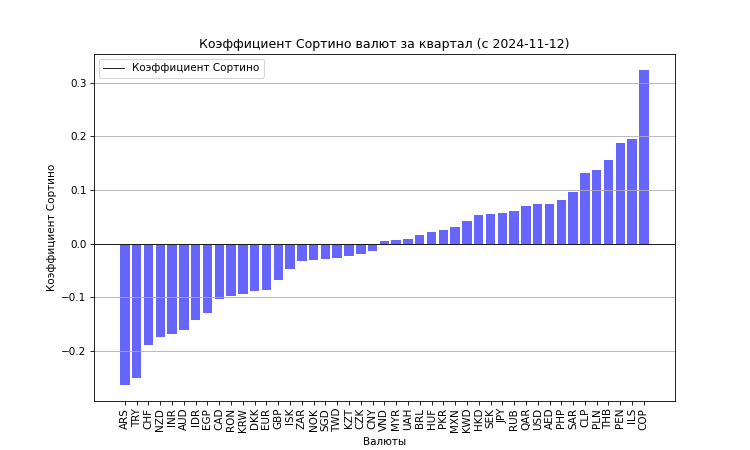 Коэффициент Сортино валют за квартал (с 2024-11-12)
Коэффициент Сортино
0.3
0.2
0.1
0.0
−0.1
−0.2
Коэффициент Сортино
ARS TRY CHF NZD INR AUD IDR EGP CAD RON KRW DKK EUR GBP ISK ZAR NOK SGD TWD KZT CZK CNY VND MYR UAH BRL HUF PKR MXN KWD HKD SEK JPY RUB QAR USD AED PHP SAR CLP PLN THB PEN ILS COP
Валюты